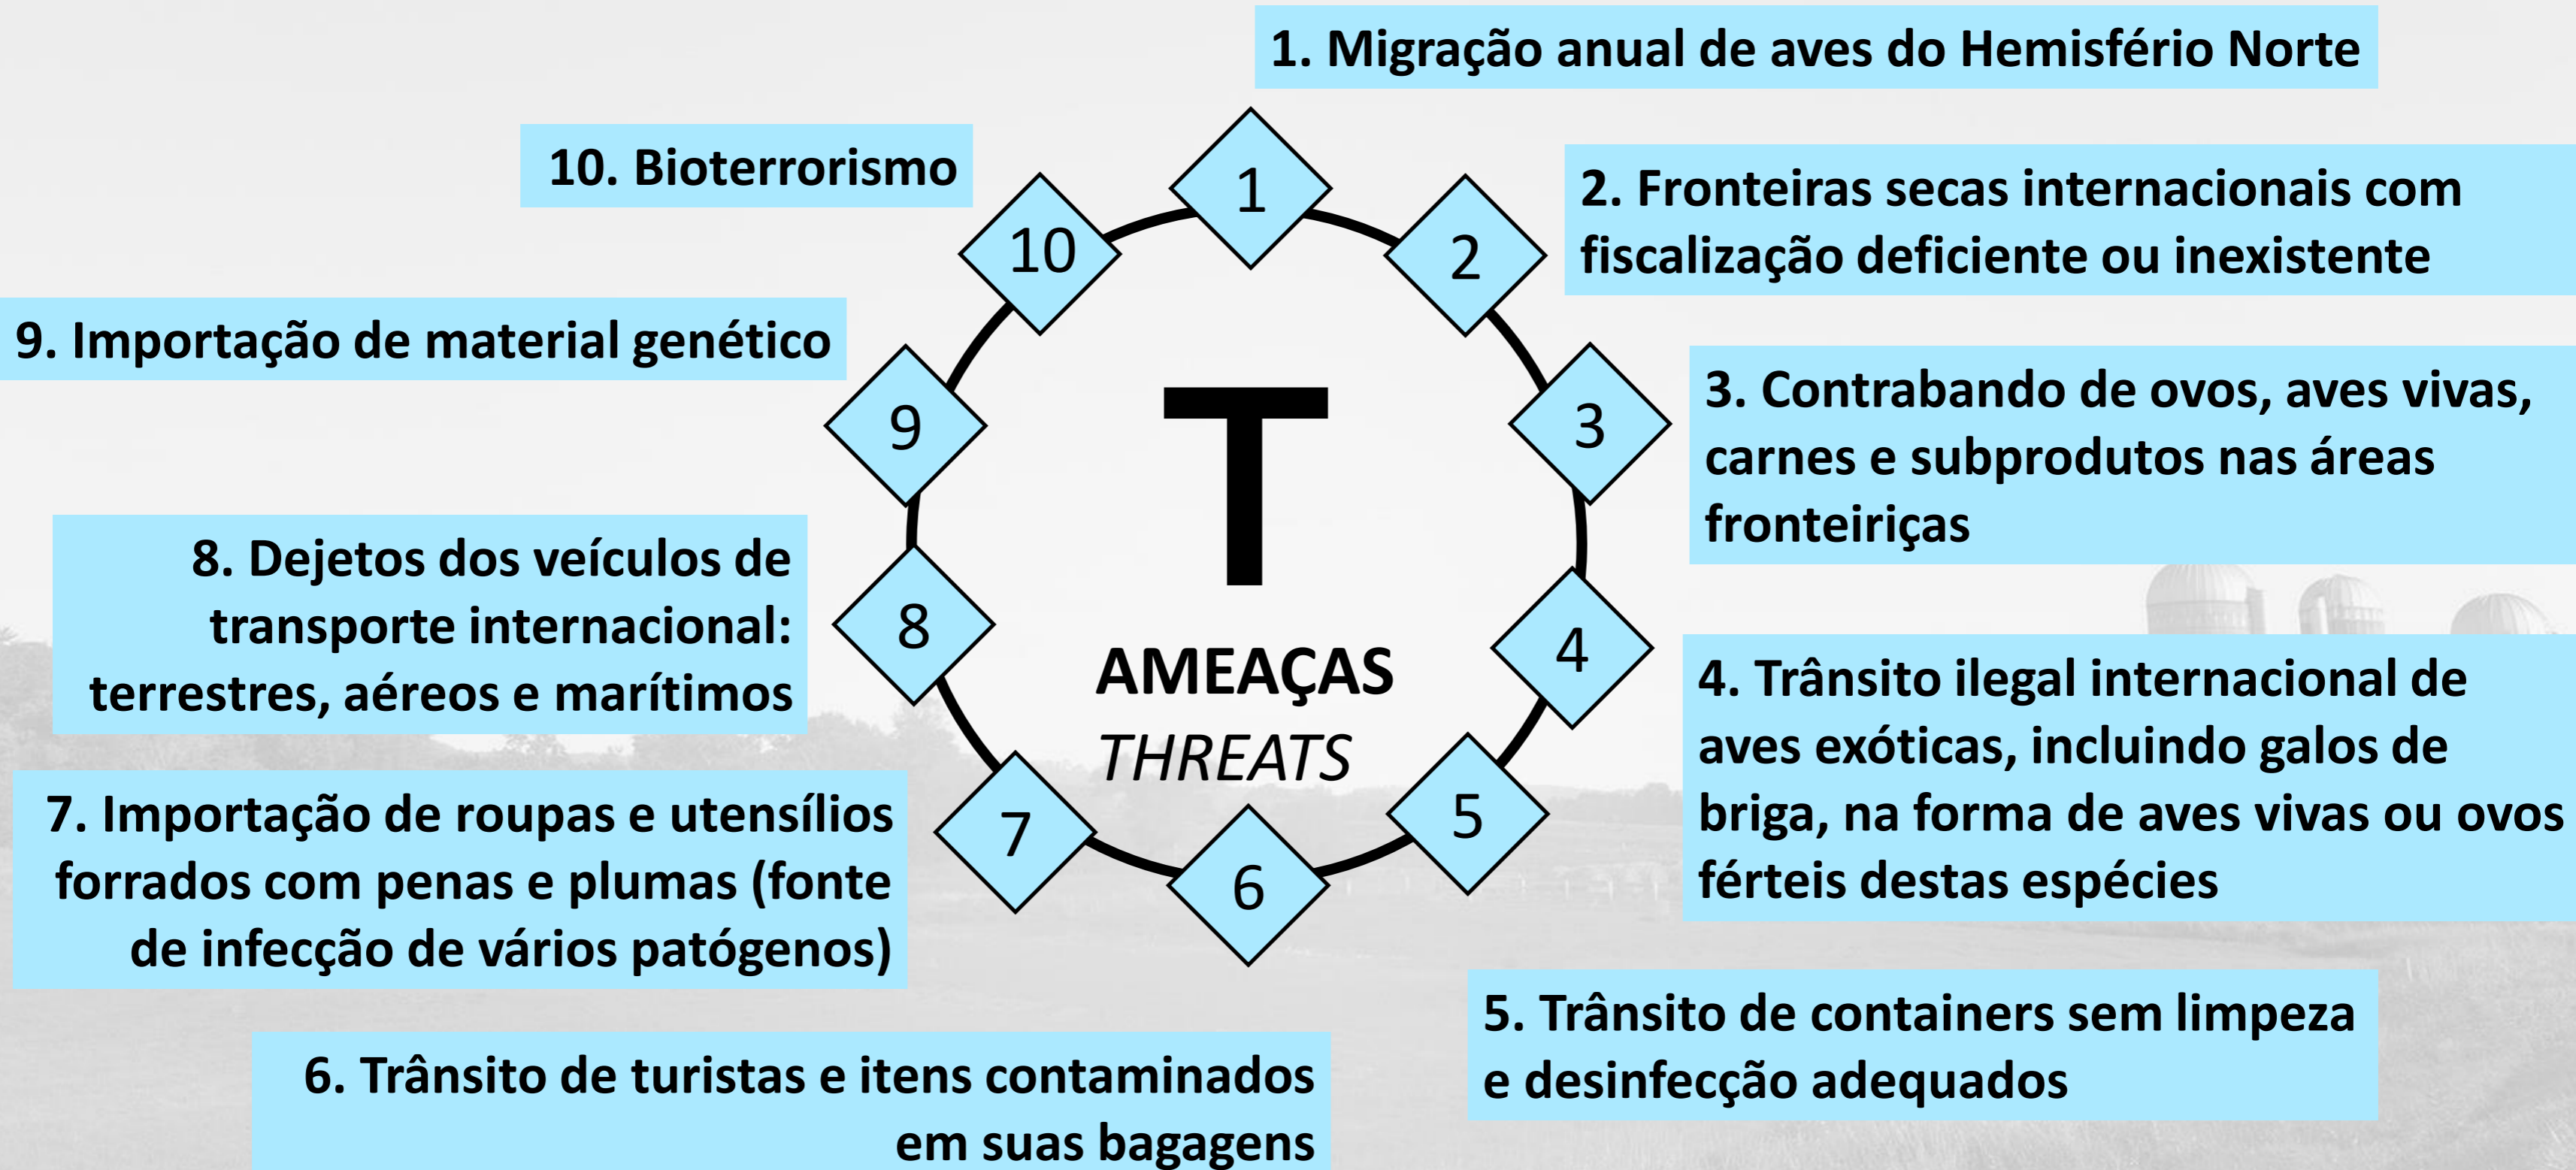 1. Migração anual de aves do Hemisfério Norte
10. Bioterrorismo
1
2. Fronteiras secas internacionais com
fiscalização deficiente ou inexistente
10
2
9. Importação de material genético
3. Contrabando de ovos, aves vivas,
carnes e subprodutos nas áreas
fronteiriças
9
3
T
8. Dejetos dos veículos de
transporte internacional:
terrestres, aéreos e marítimos
8
4
AMEAÇAS
THREATS
4. Trânsito ilegal internacional de
aves exóticas, incluindo galos de
briga, na forma de aves vivas ou ovos
férteis destas espécies
7. Importação de roupas e utensílios
forrados com penas e plumas (fonte
de infecção de vários patógenos)
7
5
6
5. Trânsito de containers sem limpeza
e desinfecção adequados
6. Trânsito de turistas e itens contaminados
em suas bagagens